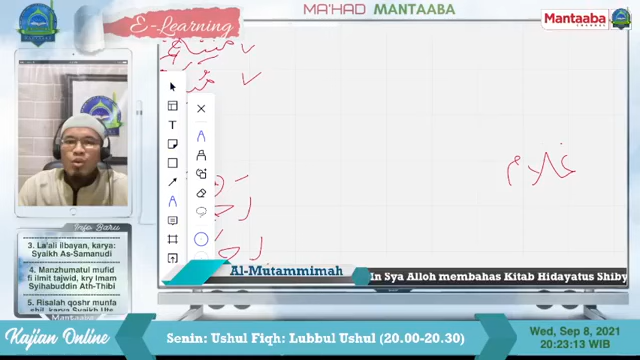 MA'HAD MANTAABA
E-Learning
Mantaaba
CHANNEL
غلام
Info Baru
3. La'ali ilbayan, karya:
Syaikh As-Samanudi
4. Manzhumatul mufid
fi ilmit tajwid, kry Imam
Syihabuddin Ath-Thibi
5. Risalah qoshr munfa
Al-Mutammimah
In Sya Alloh membahas Kitab Hidayatus Shiby
Kajian Online
Senin: Ushul Fiqh: Lubbul Ushul (20.00-20.30)
Wed, Sep 8, 2021
20:23:13 WIB